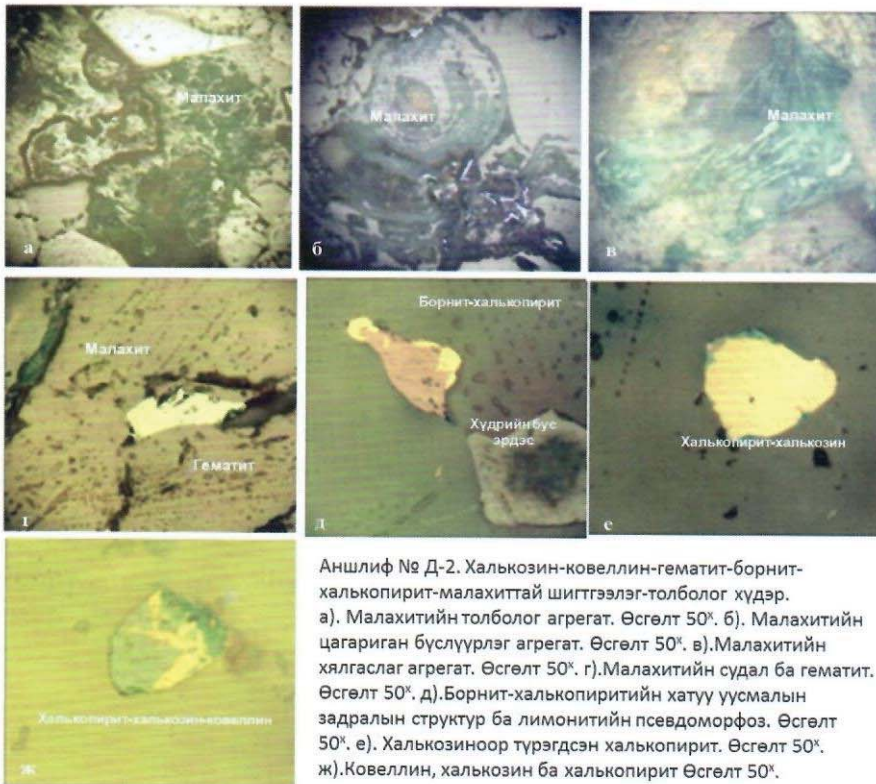 Малахит
а
Малахит
б
Малахит
в
Малахит
Гематит
г
Борнит-халькопирит
Хүдрийн бус
эрдэс
д
Халькопирит-халькозин
е
Халькопирит-халькозин-ковеллин
ж
Аншлиф № Д-2. Халькозин-ковеллин-гематит-борнит-
халькопирит-малахиттай шигтгээлэг-толболог хүдэр.
а). Малахитийн толболог агрегат. Өсгөлт 50ˣ. б). Малахитийн
цагариган бүслүүрлэг агрегат. Өсгөлт 50ˣ. в).Малахитийн
хялгаслаг агрегат. Өсгөлт 50ˣ. г).Малахитийн судал ба гематит.
Өсгөлт 50ˣ. д).Борнит-халькопиритийн хатуу уусмалын
задралын структур ба лимонитийн псевдоморфоз. Өсгөлт
50ˣ. е). Халькозиноор түрэгдсэн халькопирит. Өсгөлт 50ˣ.
ж).Ковеллин, халькозин ба халькопирит Өсгөлт 50ˣ.